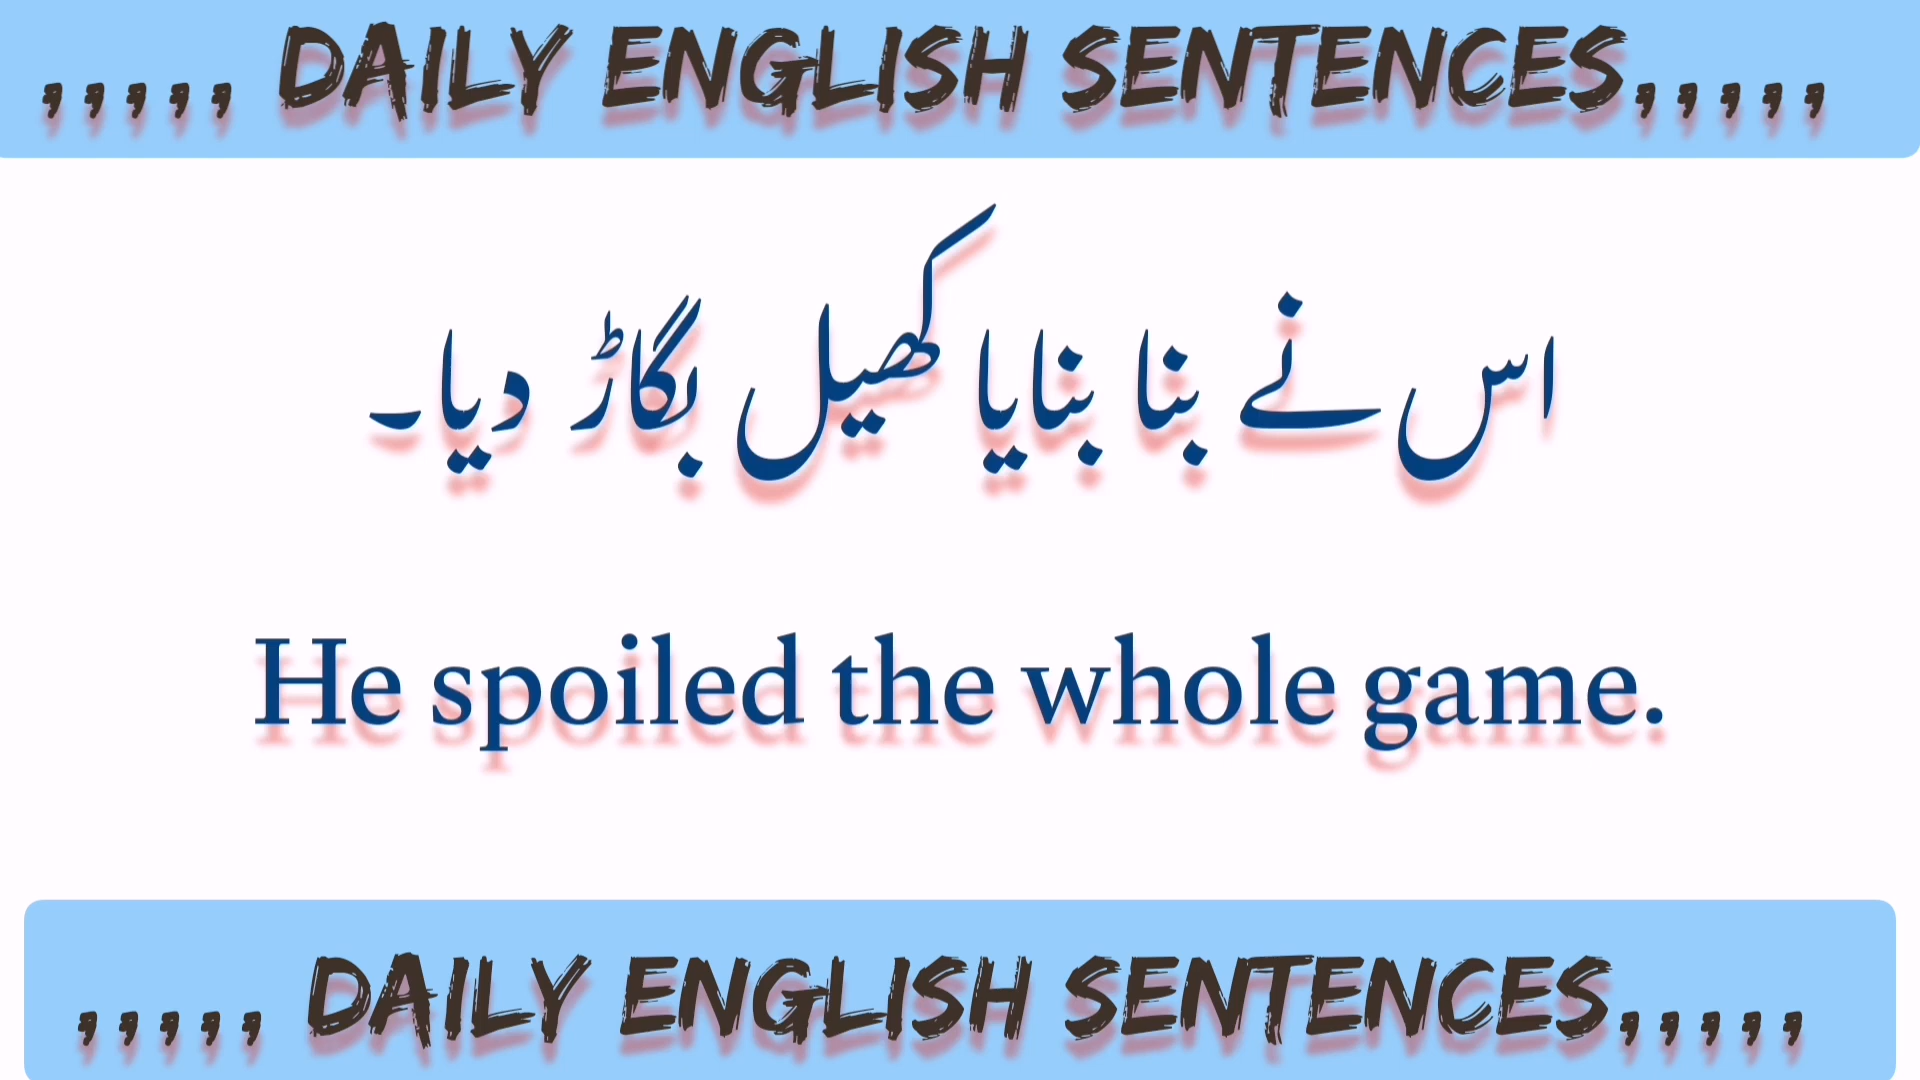 ,,,,, DAILY ENGLISH SENTENCES,,,,,
اس نے بنا بنایا کھیل بگاڑ دیا۔
He spoiled the whole game.
,,,,, DAILY ENGLISH SENTENCES,,,,,